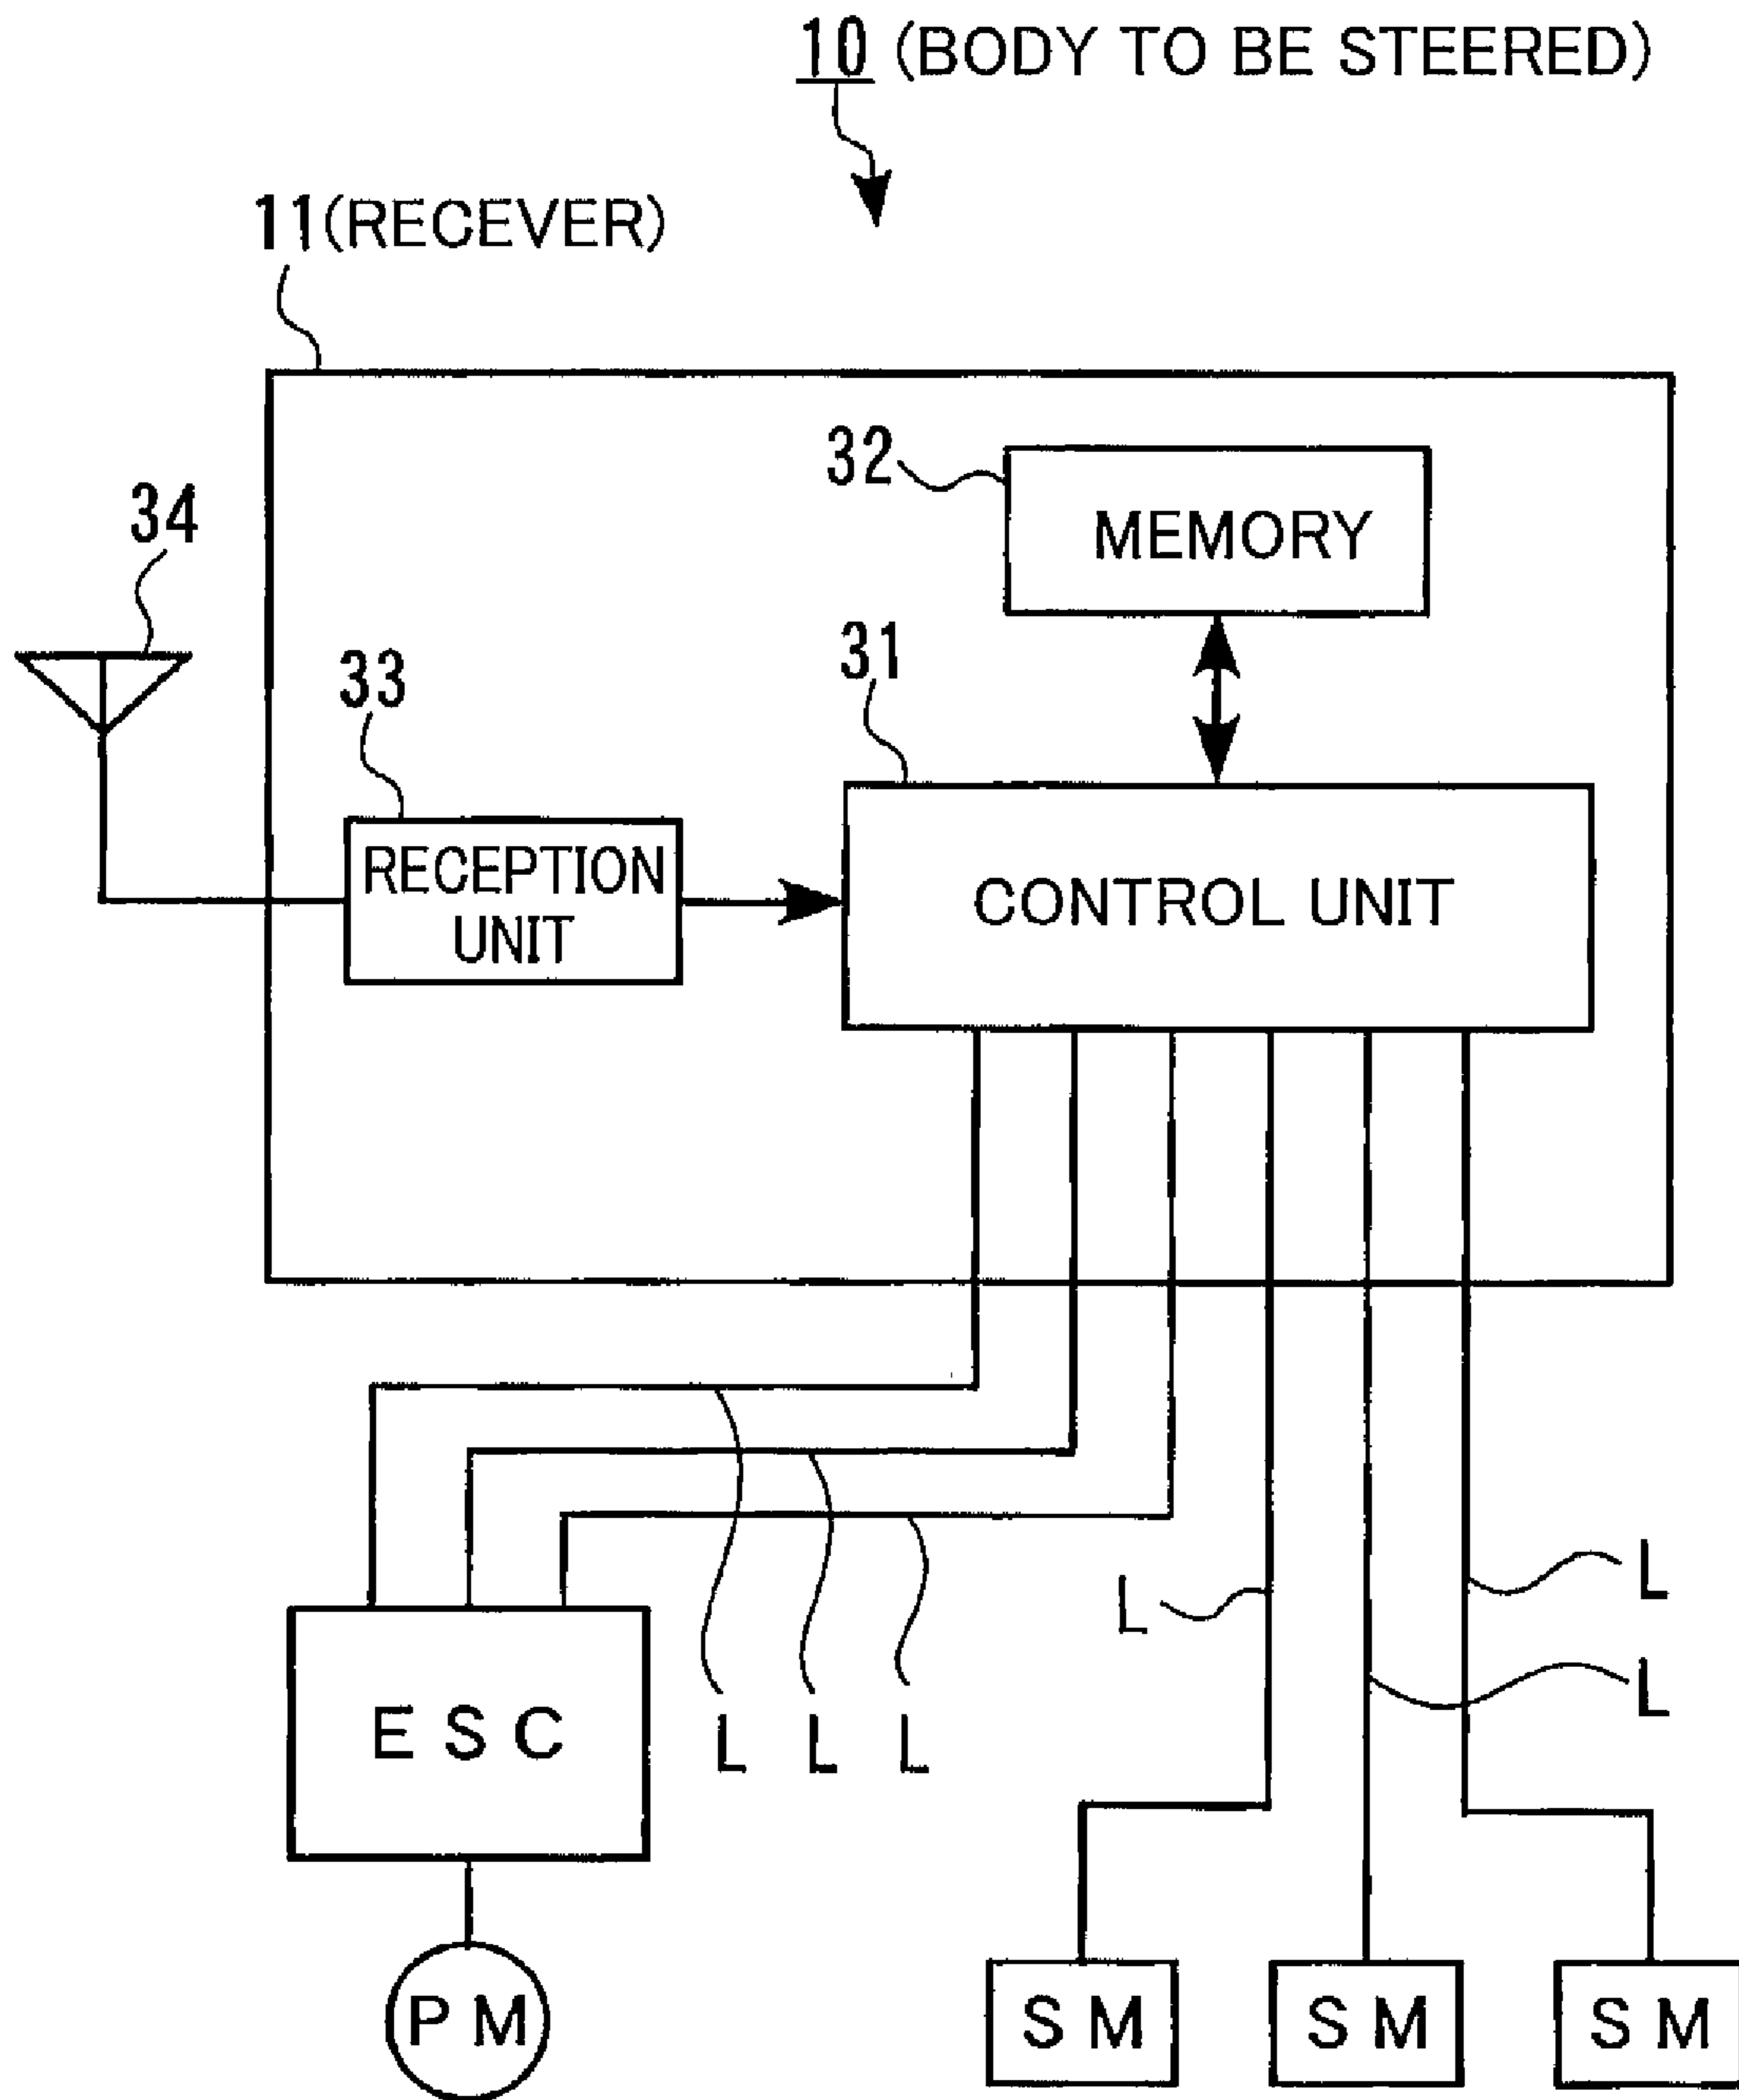 10 (BODY TO BE STEERED)
11(RECEVER)
32
MEMORY
34
31
33
RECEPTION
UNIT
CONTROL UNIT
L
L
L
L L L
E S C
P M
S M
S M
S M